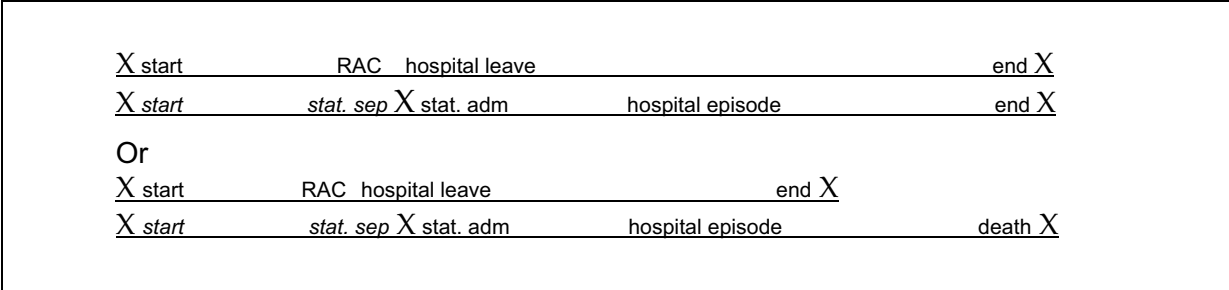 X start RAC hospital leave end X
X start stat. sep X stat. adm hospital episode end X
Or
X start RAC hospital leave end X
X start stat. sep X stat. adm hospital episode death X